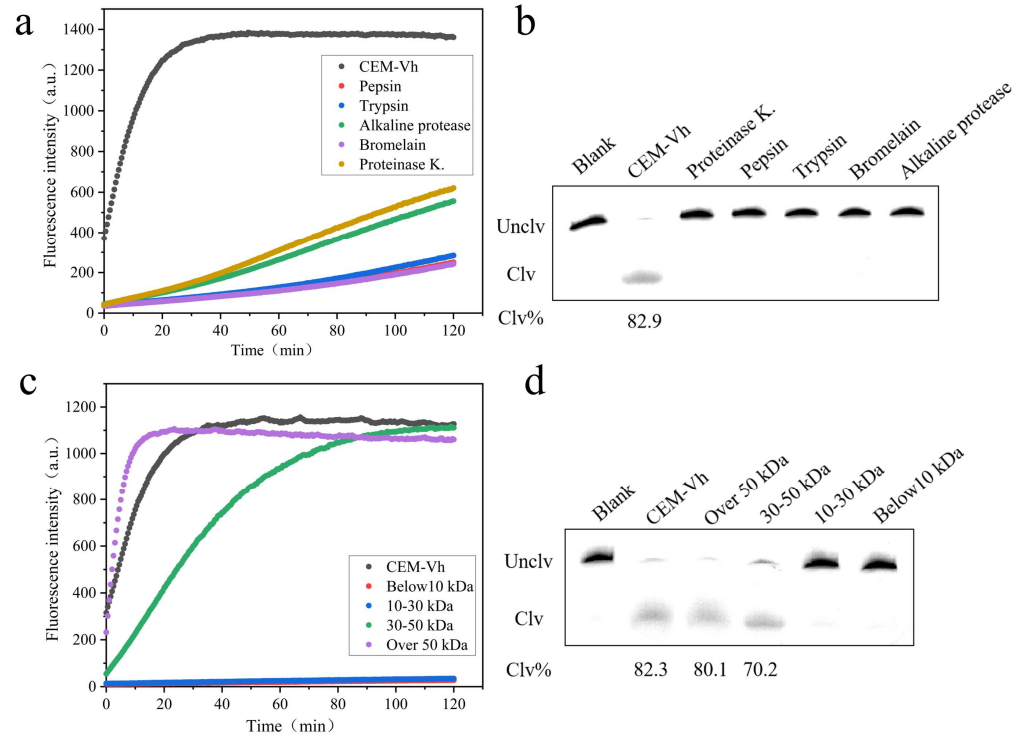 a
1400
1200
1000
800
600
400
200
0
Fluorescence intensity（a.u.）
CEM-Vh
Pepsin
Trypsin
Alkaline protease
Bromelain
Proteinase K.
0 20 40 60 80 100 120
Time（min）
b
Blank CEM-Vh Proteinase K. Pepsin Trypsin Bromelain Alkaline protease
Unclv
Clv
Clv% 82.9
c
1200
1000
800
600
400
200
0
Fluorescence intensity (a.u.)
CEM-Vh
Below10 kDa
10-30 kDa
30-50 kDa
Over 50 kDa
0 20 40 60 80 100 120
Time（min）
d
Blank CEM-Vh Over 50 kDa 30-50 kDa 10-30 kDa Below10 kDa
Unclv
Clv
Clv% 82.3 80.1 70.2